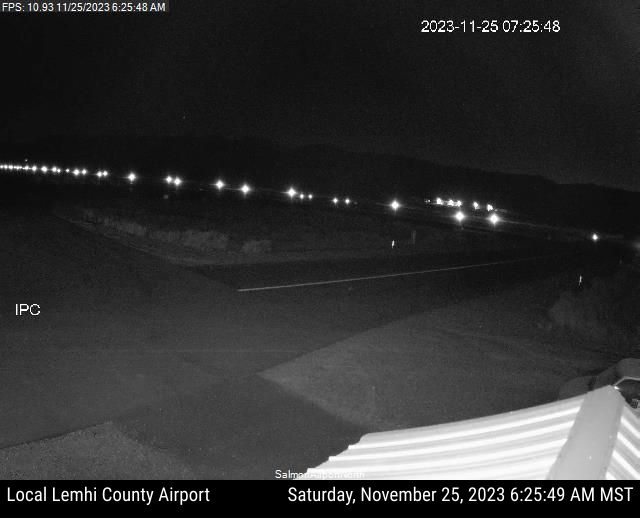 FPS: 10.93 11/25/2023 6:25:48 AM
2023-11-25 07:25:48
IPC
Local Lemhi County Airport
Saturday, November 25, 2023 6:25:49 AM MST